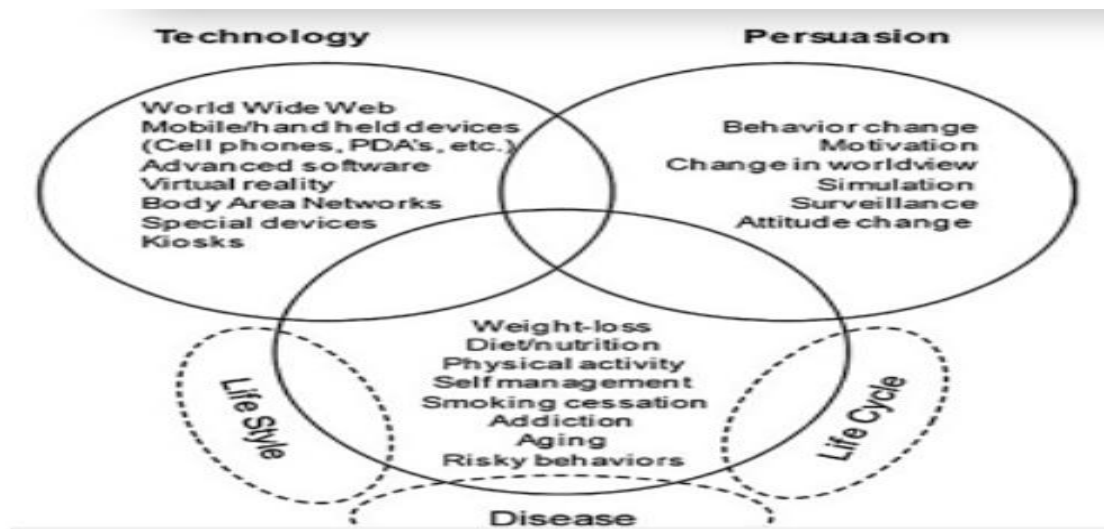 Technology
Persuasion
World Wide Web
Mobile/hand held devices
(Cell phones, PDA's, etc.)
Advanced software
Virtual reality
Body Area Networks
Special devices
Kiosks
Behavior change
Motivation
Change in worldview
Simulation
Surveillance
Attitude change
Weight-loss
Diet/nutrition
Physical activity
Self management
Smoking cessation
Addiction
Aging
Risky behaviors
Life Style
Life Cycle
Disease